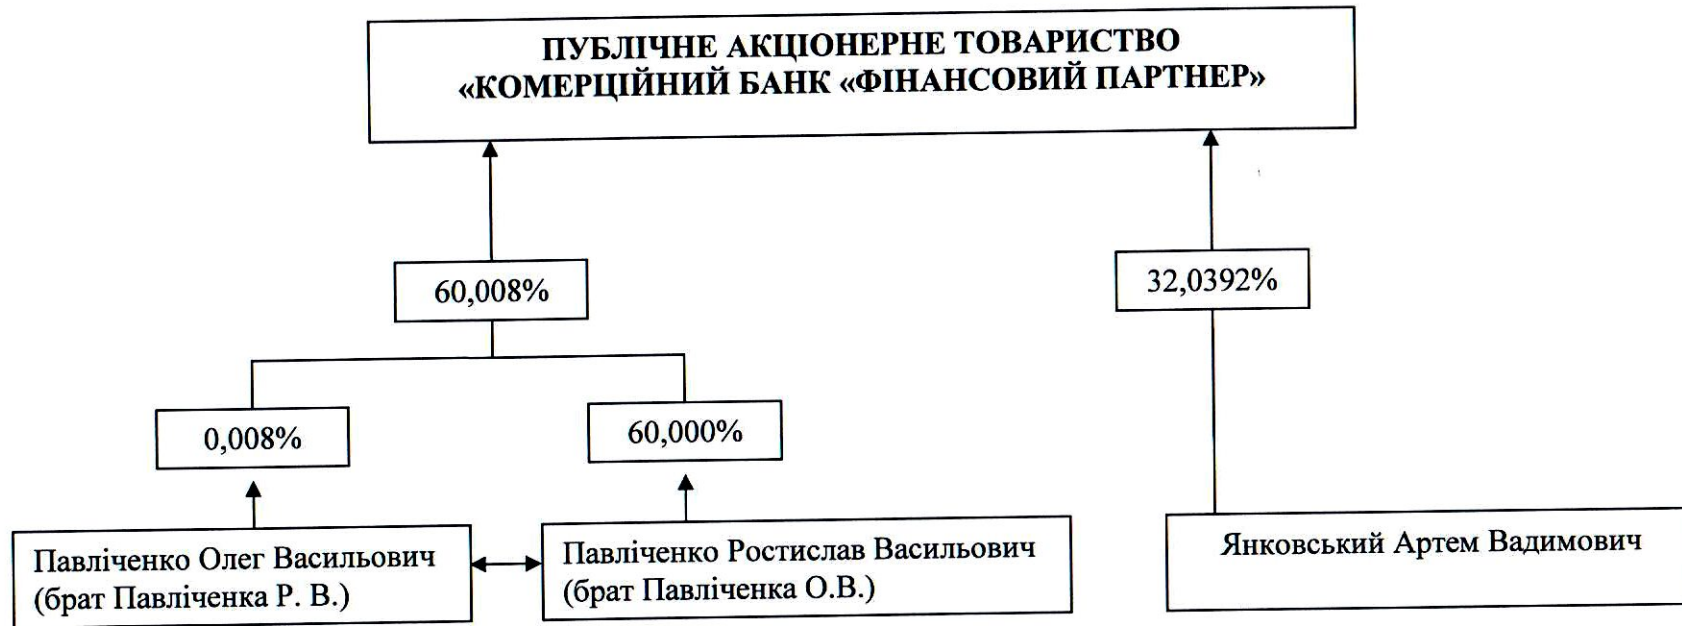 ПУБЛІЧНЕ АКЦІОНЕРНЕ ТОВАРИСТВО
«КОМЕРЦІЙНИЙ БАНК «ФІНАНСОВИЙ ПАРТНЕР»
60,008%
32,0392%
0,008%
60,000%
Павліченко Олег Васильович
(брат Павліченка Р. В.)
Павліченко Ростислав Васильович
(брат Павліченка О.В.)
Янковський Артем Вадимович